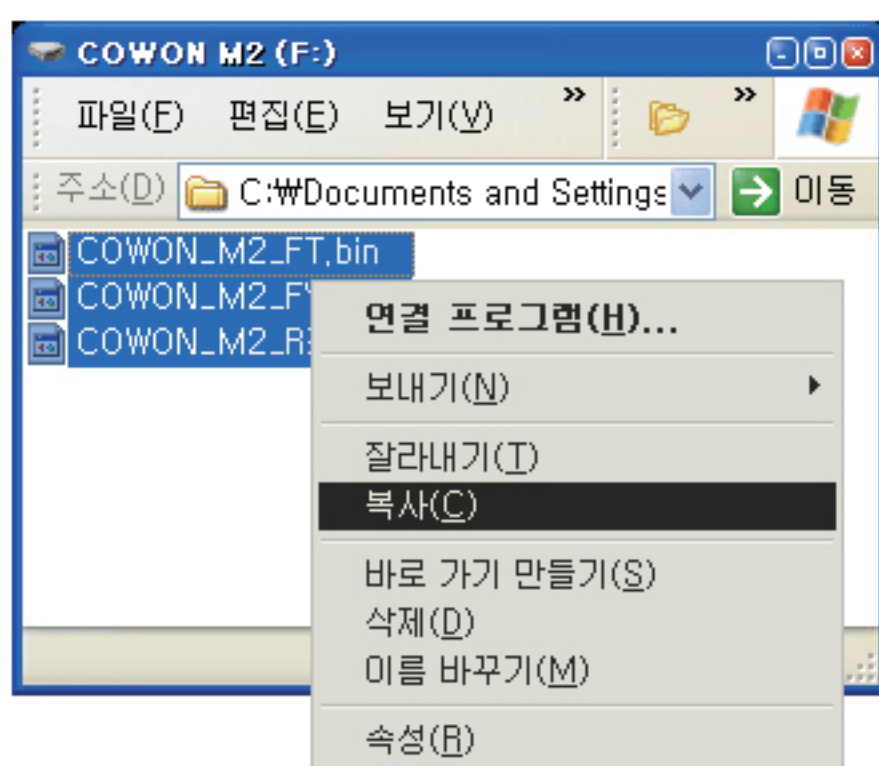 COWON M2 (F:)
파일(F) 편집(E) 보기(V) » »
주소(D) C:₩Documents and Settings 이동
COWON_M2_FT.bin
COWON_M2_F
COWON_M2_R
연결 프로그램(H)...
보내기(N)
잘라내기(T)
복사(C)
바로 가기 만들기(S)
삭제(D)
이름 바꾸기(M)
속성(R)